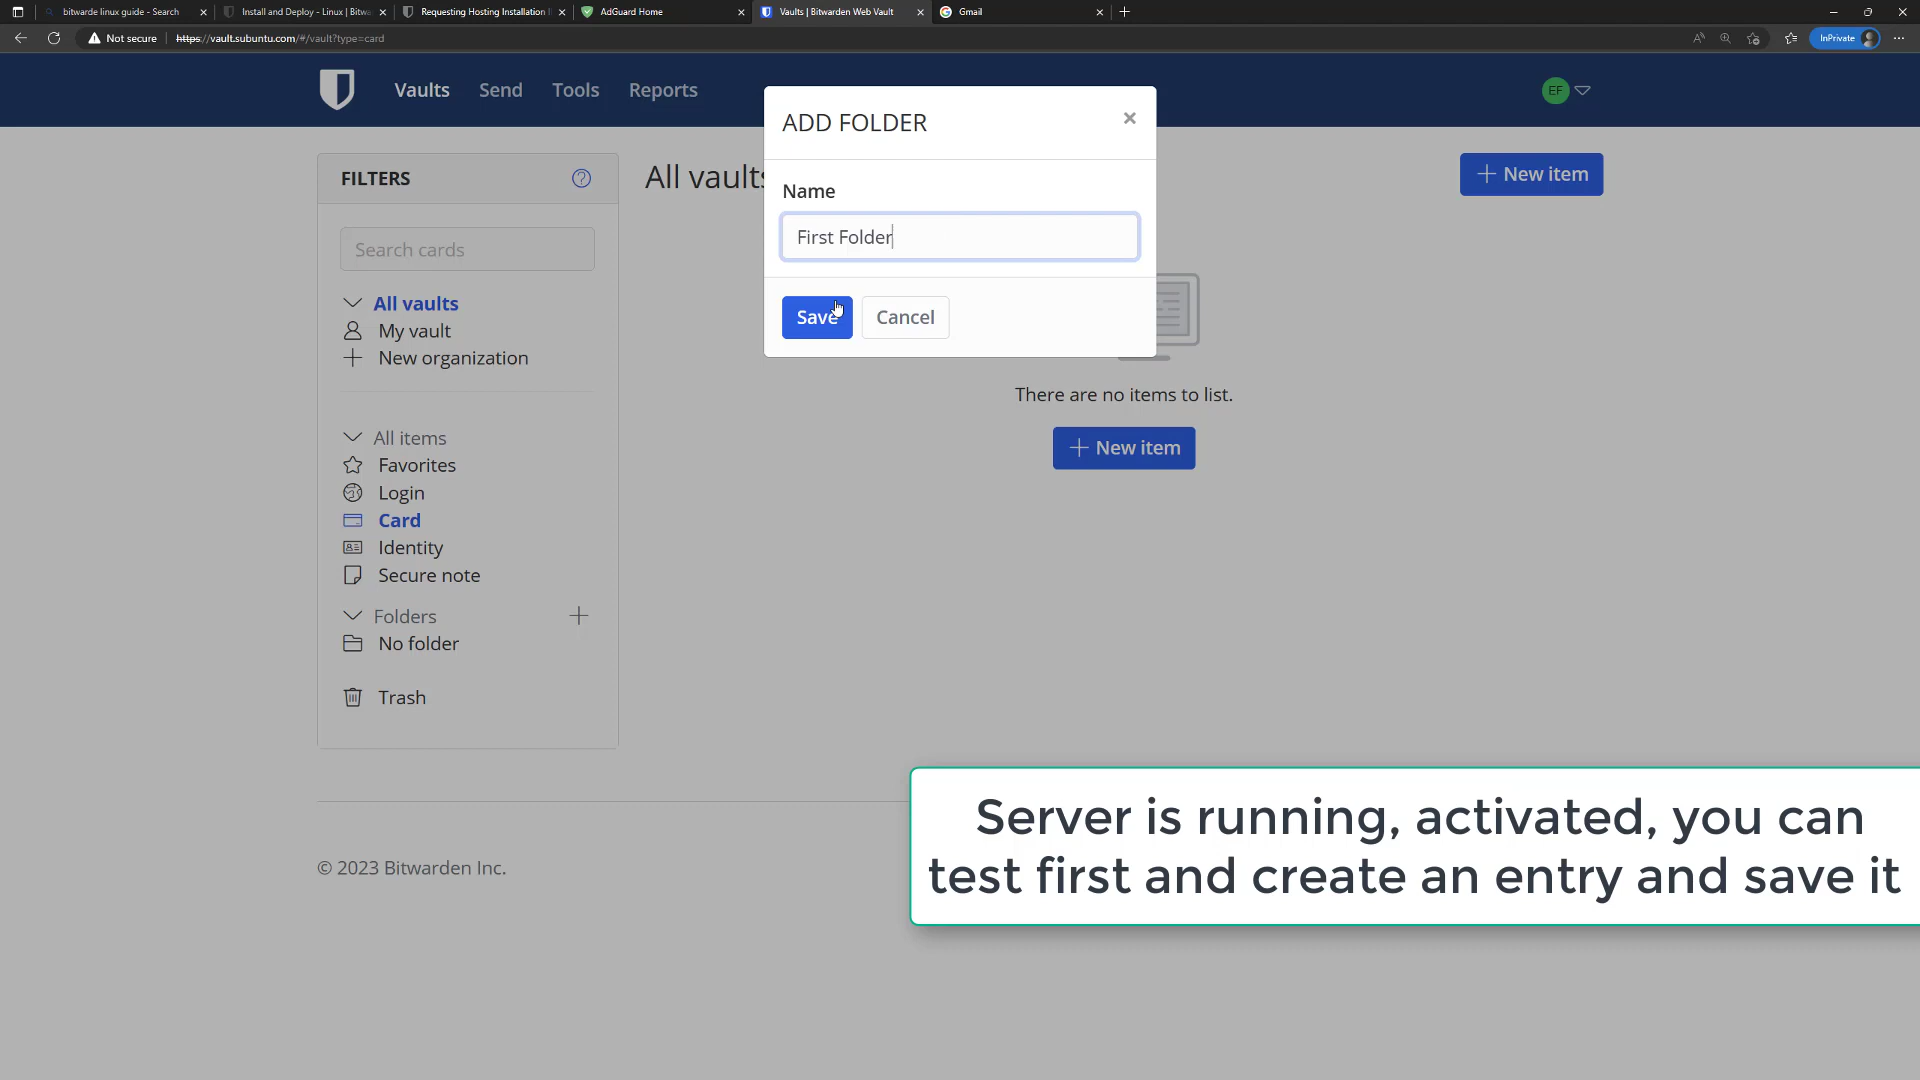 bitwarde linux guide - Search
Install and Deploy - Linux | Bitwa
Requesting Hosting Installation I
AdGuard Home
Vaults | Bitwarden Web Vault
Gmail
Not secure
https://vault.subuntu.com/#/vault?type=card
InPrivate
Vaults
Send
Tools
Reports
EF
ADD FOLDER
Name
First Folder
Save
Cancel
FILTERS
Search cards
All vaults
My vault
New organization
All items
Favorites
Login
Card
Identity
Secure note
Folders
No folder
Trash
All vaults
New item
There are no items to list.
New item
Server is running, activated, you can
test first and create an entry and save it
© 2023 Bitwarden Inc.